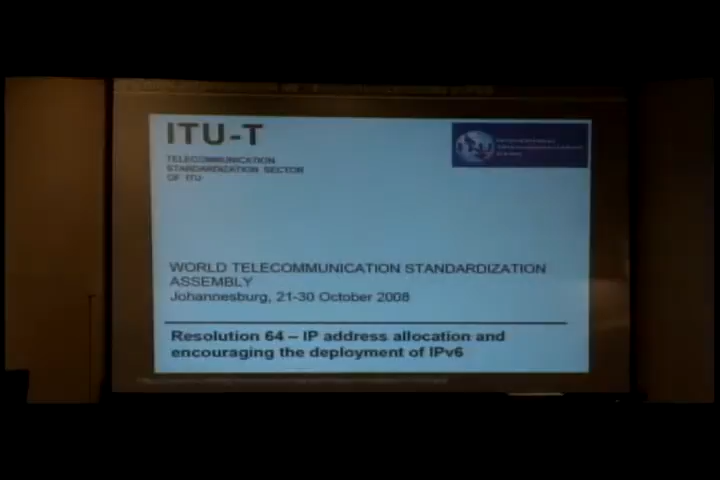 ITU-T
TELECOMMUNICATION
STANDARDIZATION SECTOR
OF ITU
ITU
WORLD TELECOMMUNICATION STANDARDIZATION
ASSEMBLY
Johannesburg, 21-30 October 2008
Resolution 64 – IP address allocation and
encouraging the deployment of IPv6